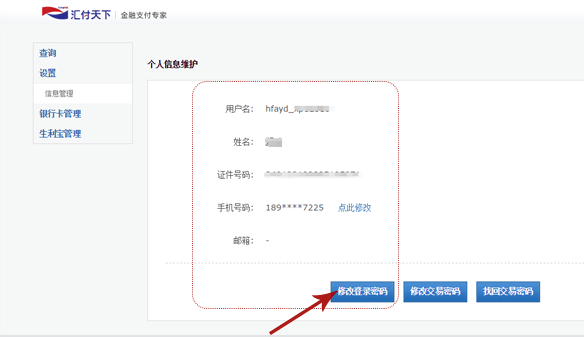 汇付天下 | 金融支付专家
查询
设置
信息管理
银行卡管理
生利宝管理
个人信息维护
用户名： hfayd_
姓名：
证件号码：
手机号码： 189****7225 点此修改
邮箱： -
修改登录密码 修改交易密码 找回交易密码